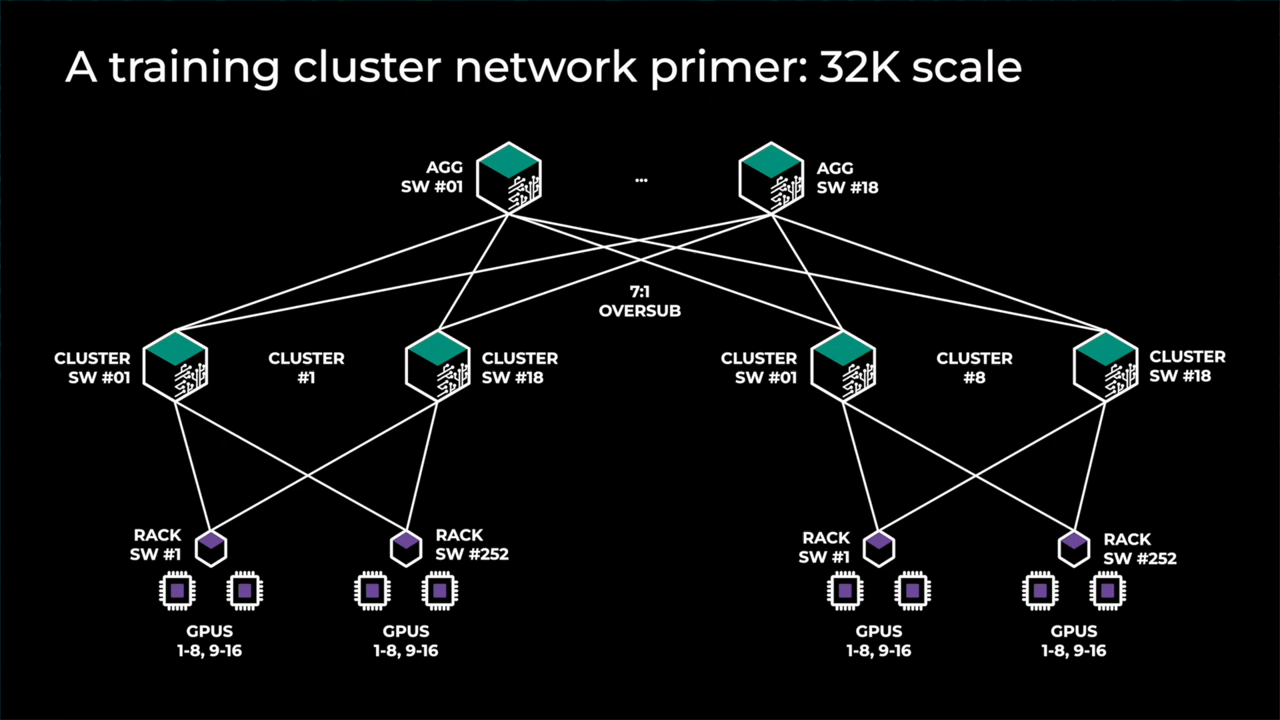 A training cluster network primer: 32K scale
AGG
SW #01
...
AGG
SW #18
7:1
OVERSUB
CLUSTER
SW #01
CLUSTER
#1
CLUSTER
SW #18
CLUSTER
SW #01
CLUSTER
#8
CLUSTER
SW #18
RACK
SW #1
RACK
SW #252
RACK
SW #1
RACK
SW #252
GPUS
1-8, 9-16
GPUS
1-8, 9-16
GPUS
1-8, 9-16
GPUS
1-8, 9-16